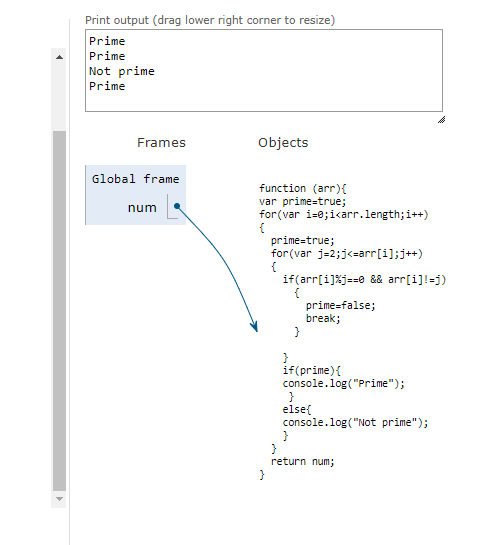 Print output (drag lower right corner to resize)
Prime
Prime
Not prime
Prime
Frames
Objects
Global frame
num
function (arr){
var prime=true;
for(var i=0;i<arr.length;i++)
{
  prime=true;
  for(var j=2;j<=arr[i];j++)
  {
    if(arr[i]%j==0 && arr[i]!=j)
      {
        prime=false;
        break;
      }
    }
    if(prime){
    console.log("Prime");
     }
    else{
    console.log("Not prime");
    }
  }
  return num;
}